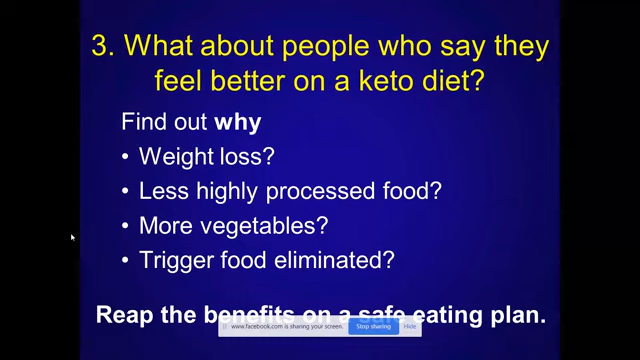 3. What about people who say they
feel better on a keto diet?
Find out why
• Weight loss?
• Less highly processed food?
• More vegetables?
• Trigger food eliminated?
Reap the benefits on a safe eating plan.
www.facebook.com is sharing your screen. Stop sharing Hide